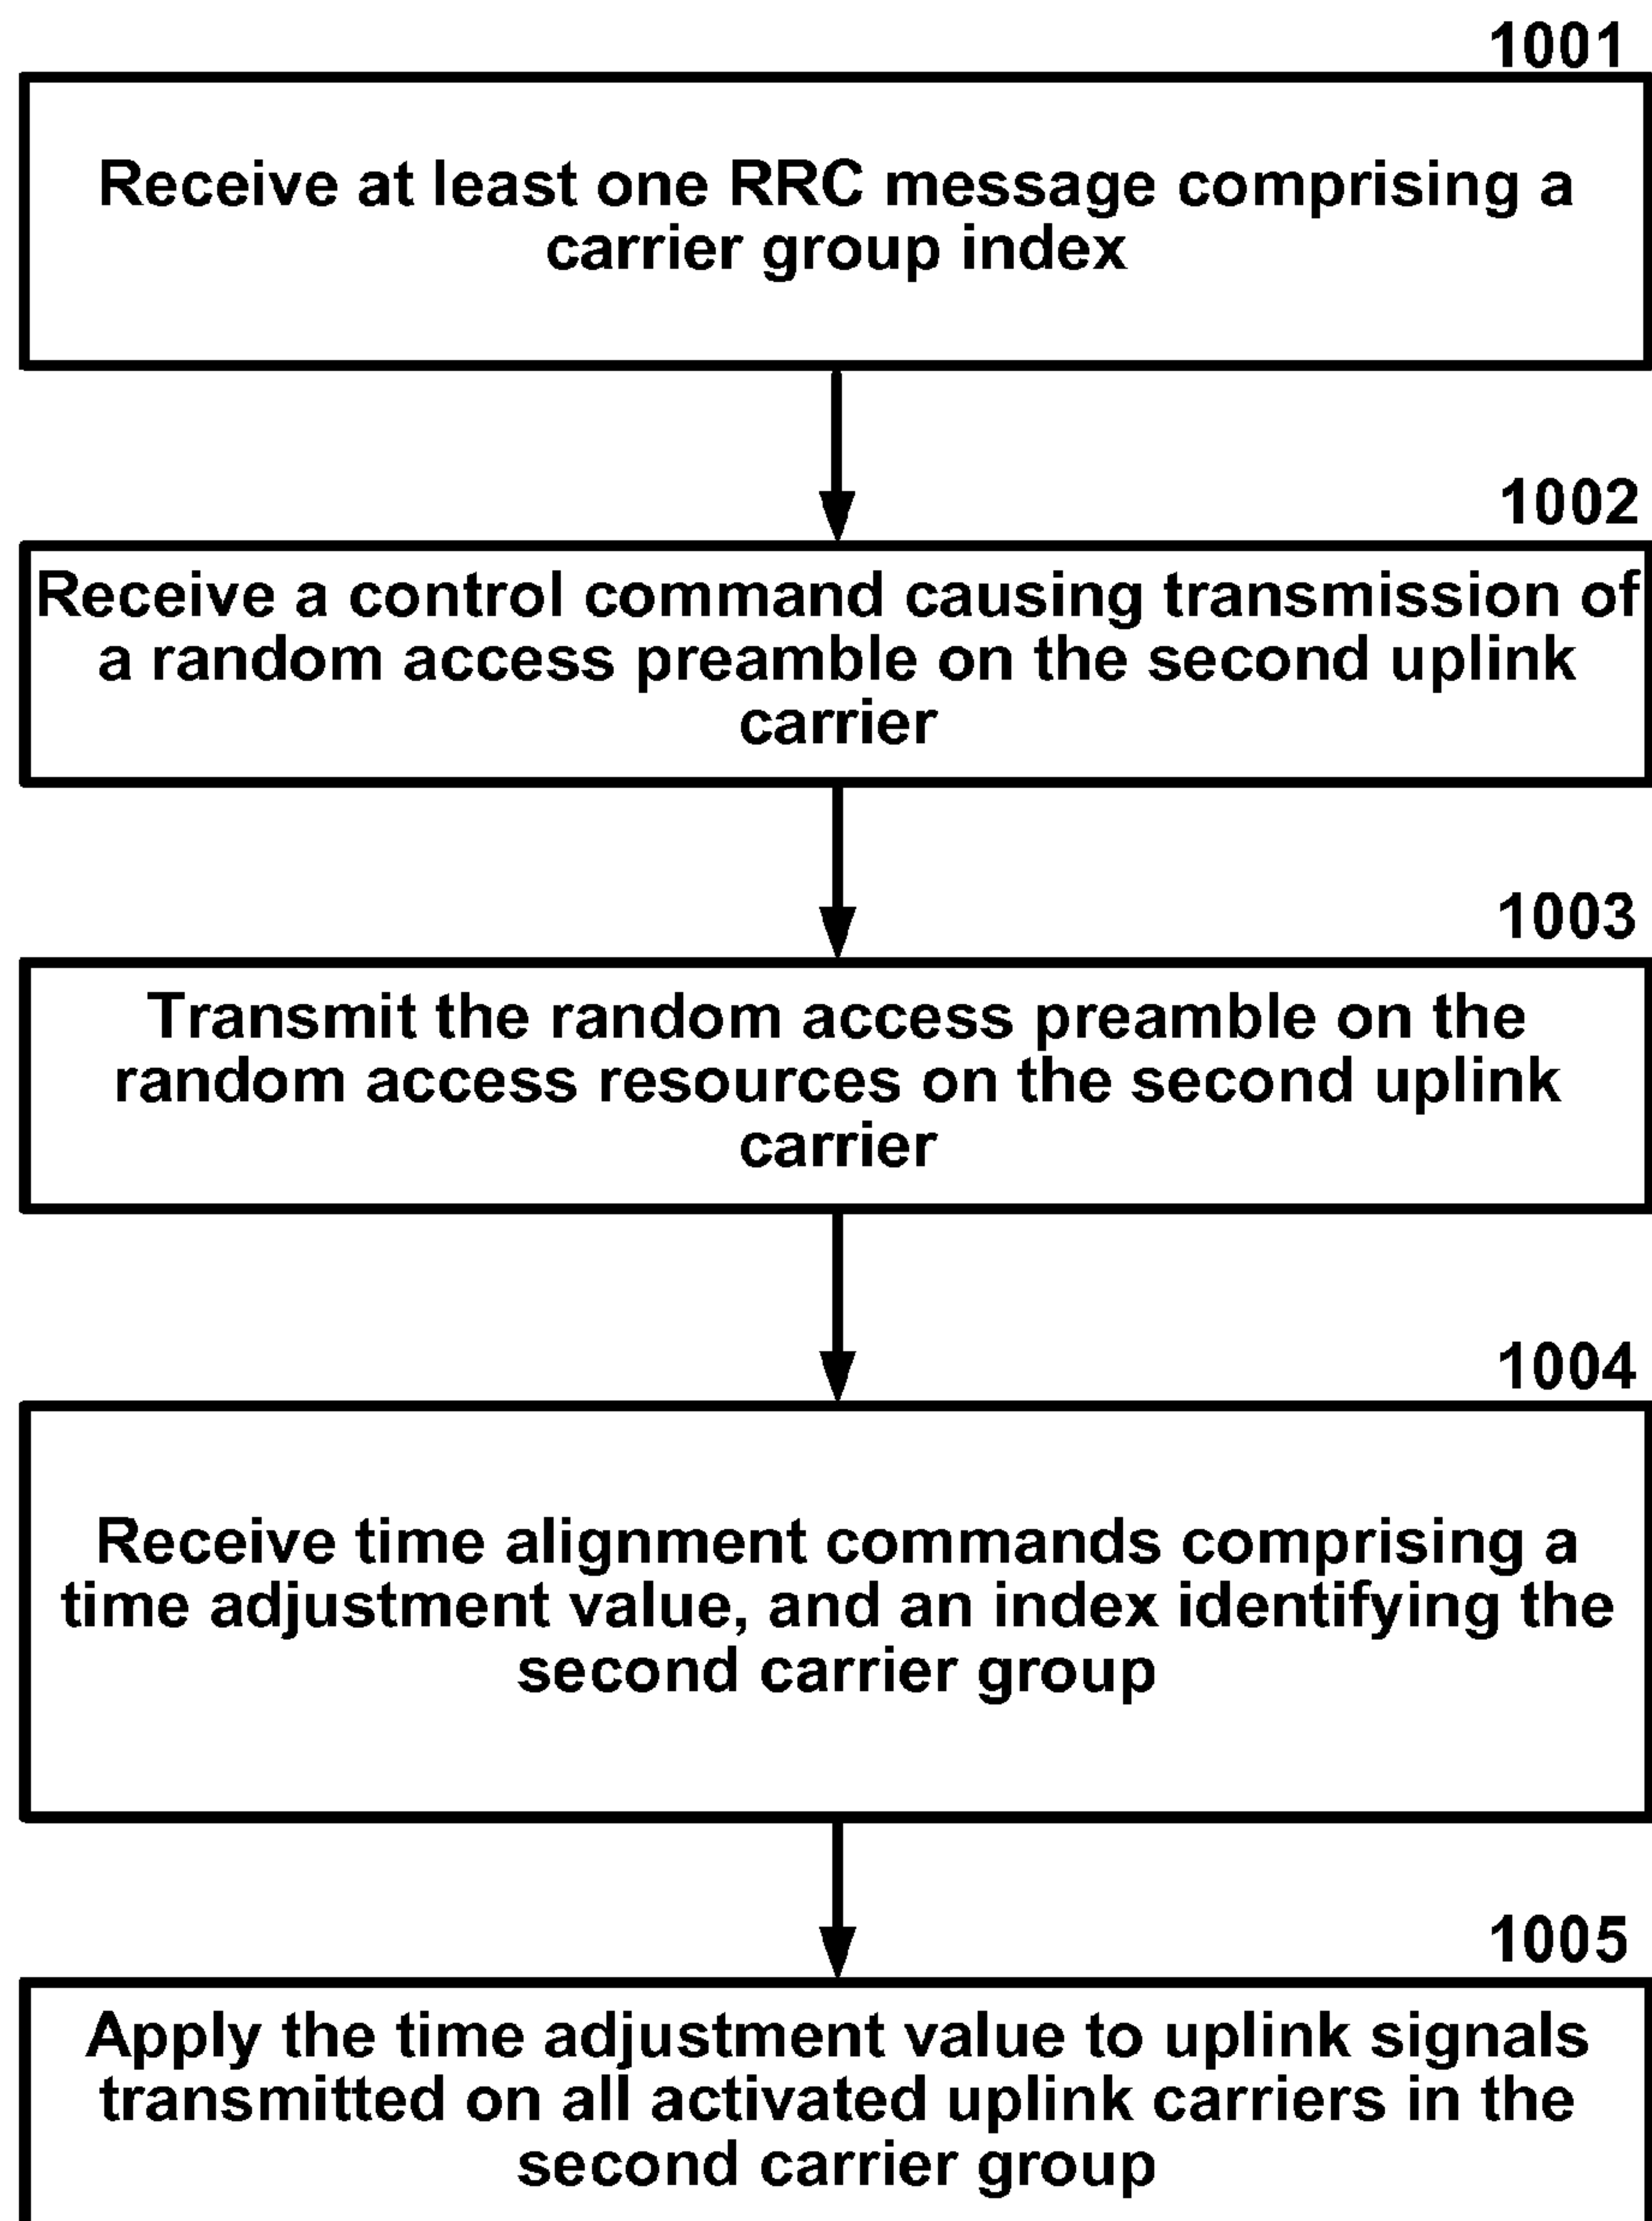 1001
Receive at least one RRC message comprising a
carrier group index
1002
Receive a control command causing transmission of
a random access preamble on the second uplink
carrier
1003
Transmit the random access preamble on the
random access resources on the second uplink
carrier
1004
Receive time alignment commands comprising a
time adjustment value, and an index identifying the
second carrier group
1005
Apply the time adjustment value to uplink signals
transmitted on all activated uplink carriers in the
second carrier group